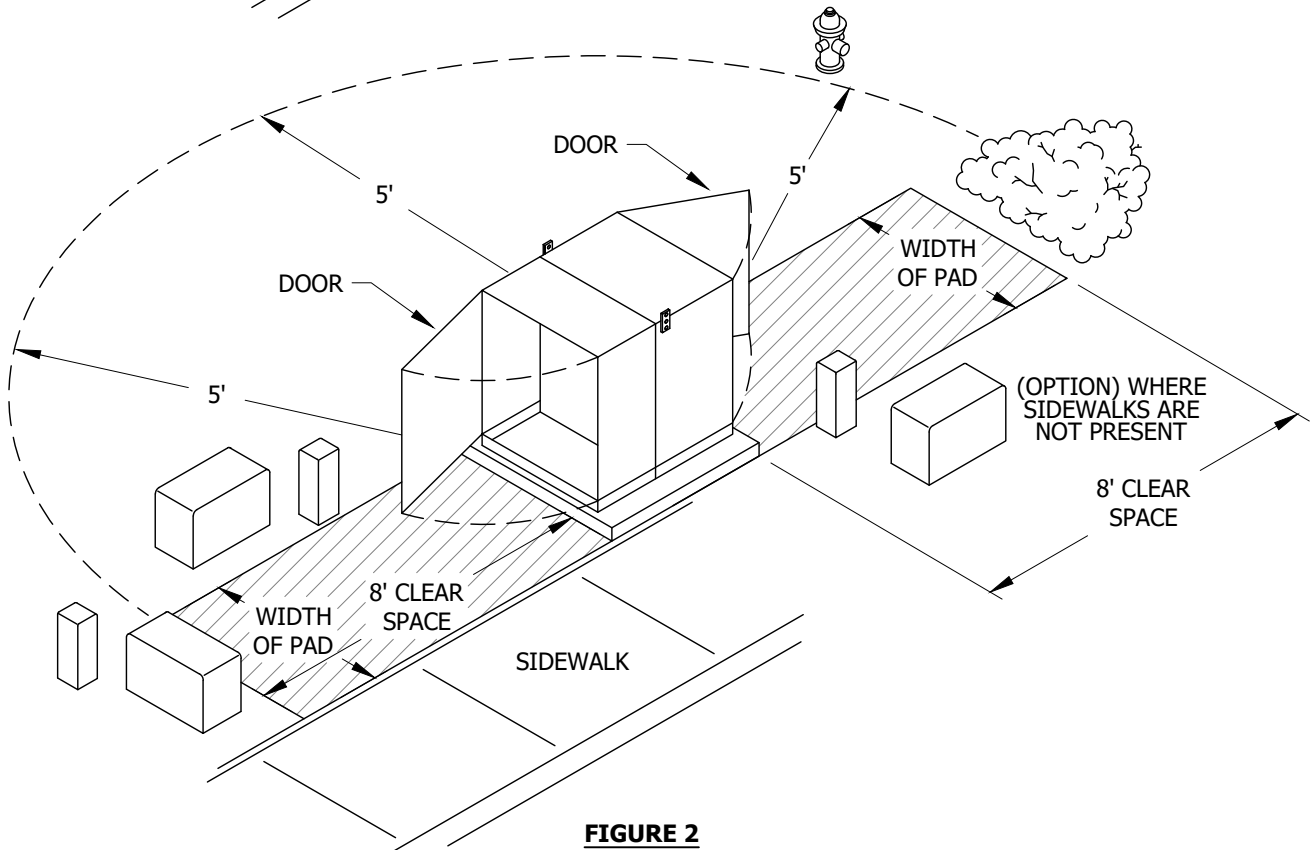 DOOR
5'
5'
DOOR
WIDTH
OF PAD
5'
(OPTION) WHERE
SIDEWALKS ARE
NOT PRESENT
8' CLEAR
SPACE
8' CLEAR
SPACE
WIDTH
OF PAD
SIDEWALK
FIGURE 2